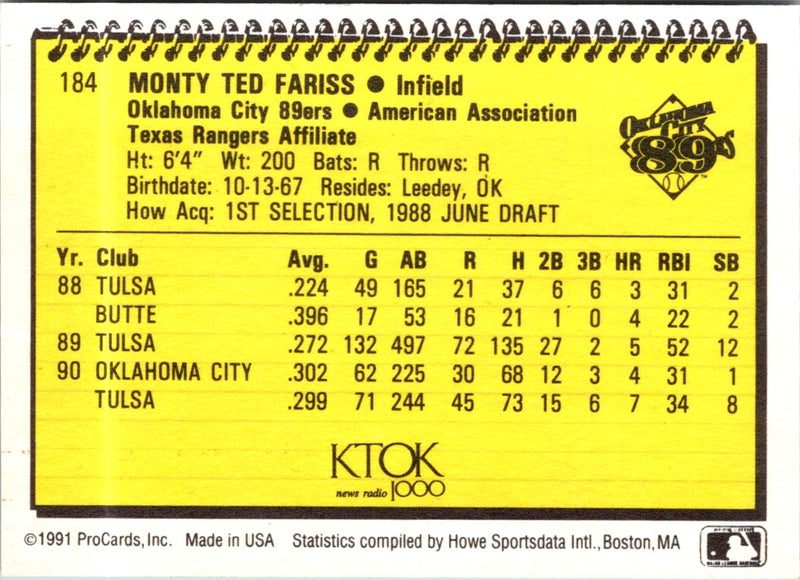 184 MONTY TED FARISS ● Infield
Oklahoma City 89ers ● American Association
Texas Rangers Affiliate
Ht: 6'4" Wt: 200 Bats: R Throws: R
Birthdate: 10-13-67 Resides: Leedey, OK
How Acq: 1ST SELECTION, 1988 JUNE DRAFT
OKLAHOMA
CITY
89ERS
TM
Yr. Club Avg. G AB R H 2B 3B HR RBI SB
88 TULSA .224 49 165 21 37 6 6 3 31 2
BUTTE .396 17 53 16 21 1 0 4 22 2
89 TULSA .272 132 497 72 135 27 2 5 52 12
90 OKLAHOMA CITY .302 62 225 30 68 12 3 4 31 1
TULSA .299 71 244 45 73 15 6 7 34 8
KTOK
news radio 1000
©1991 ProCards, Inc. Made in USA Statistics compiled by Howe Sportsdata Intl., Boston, MA